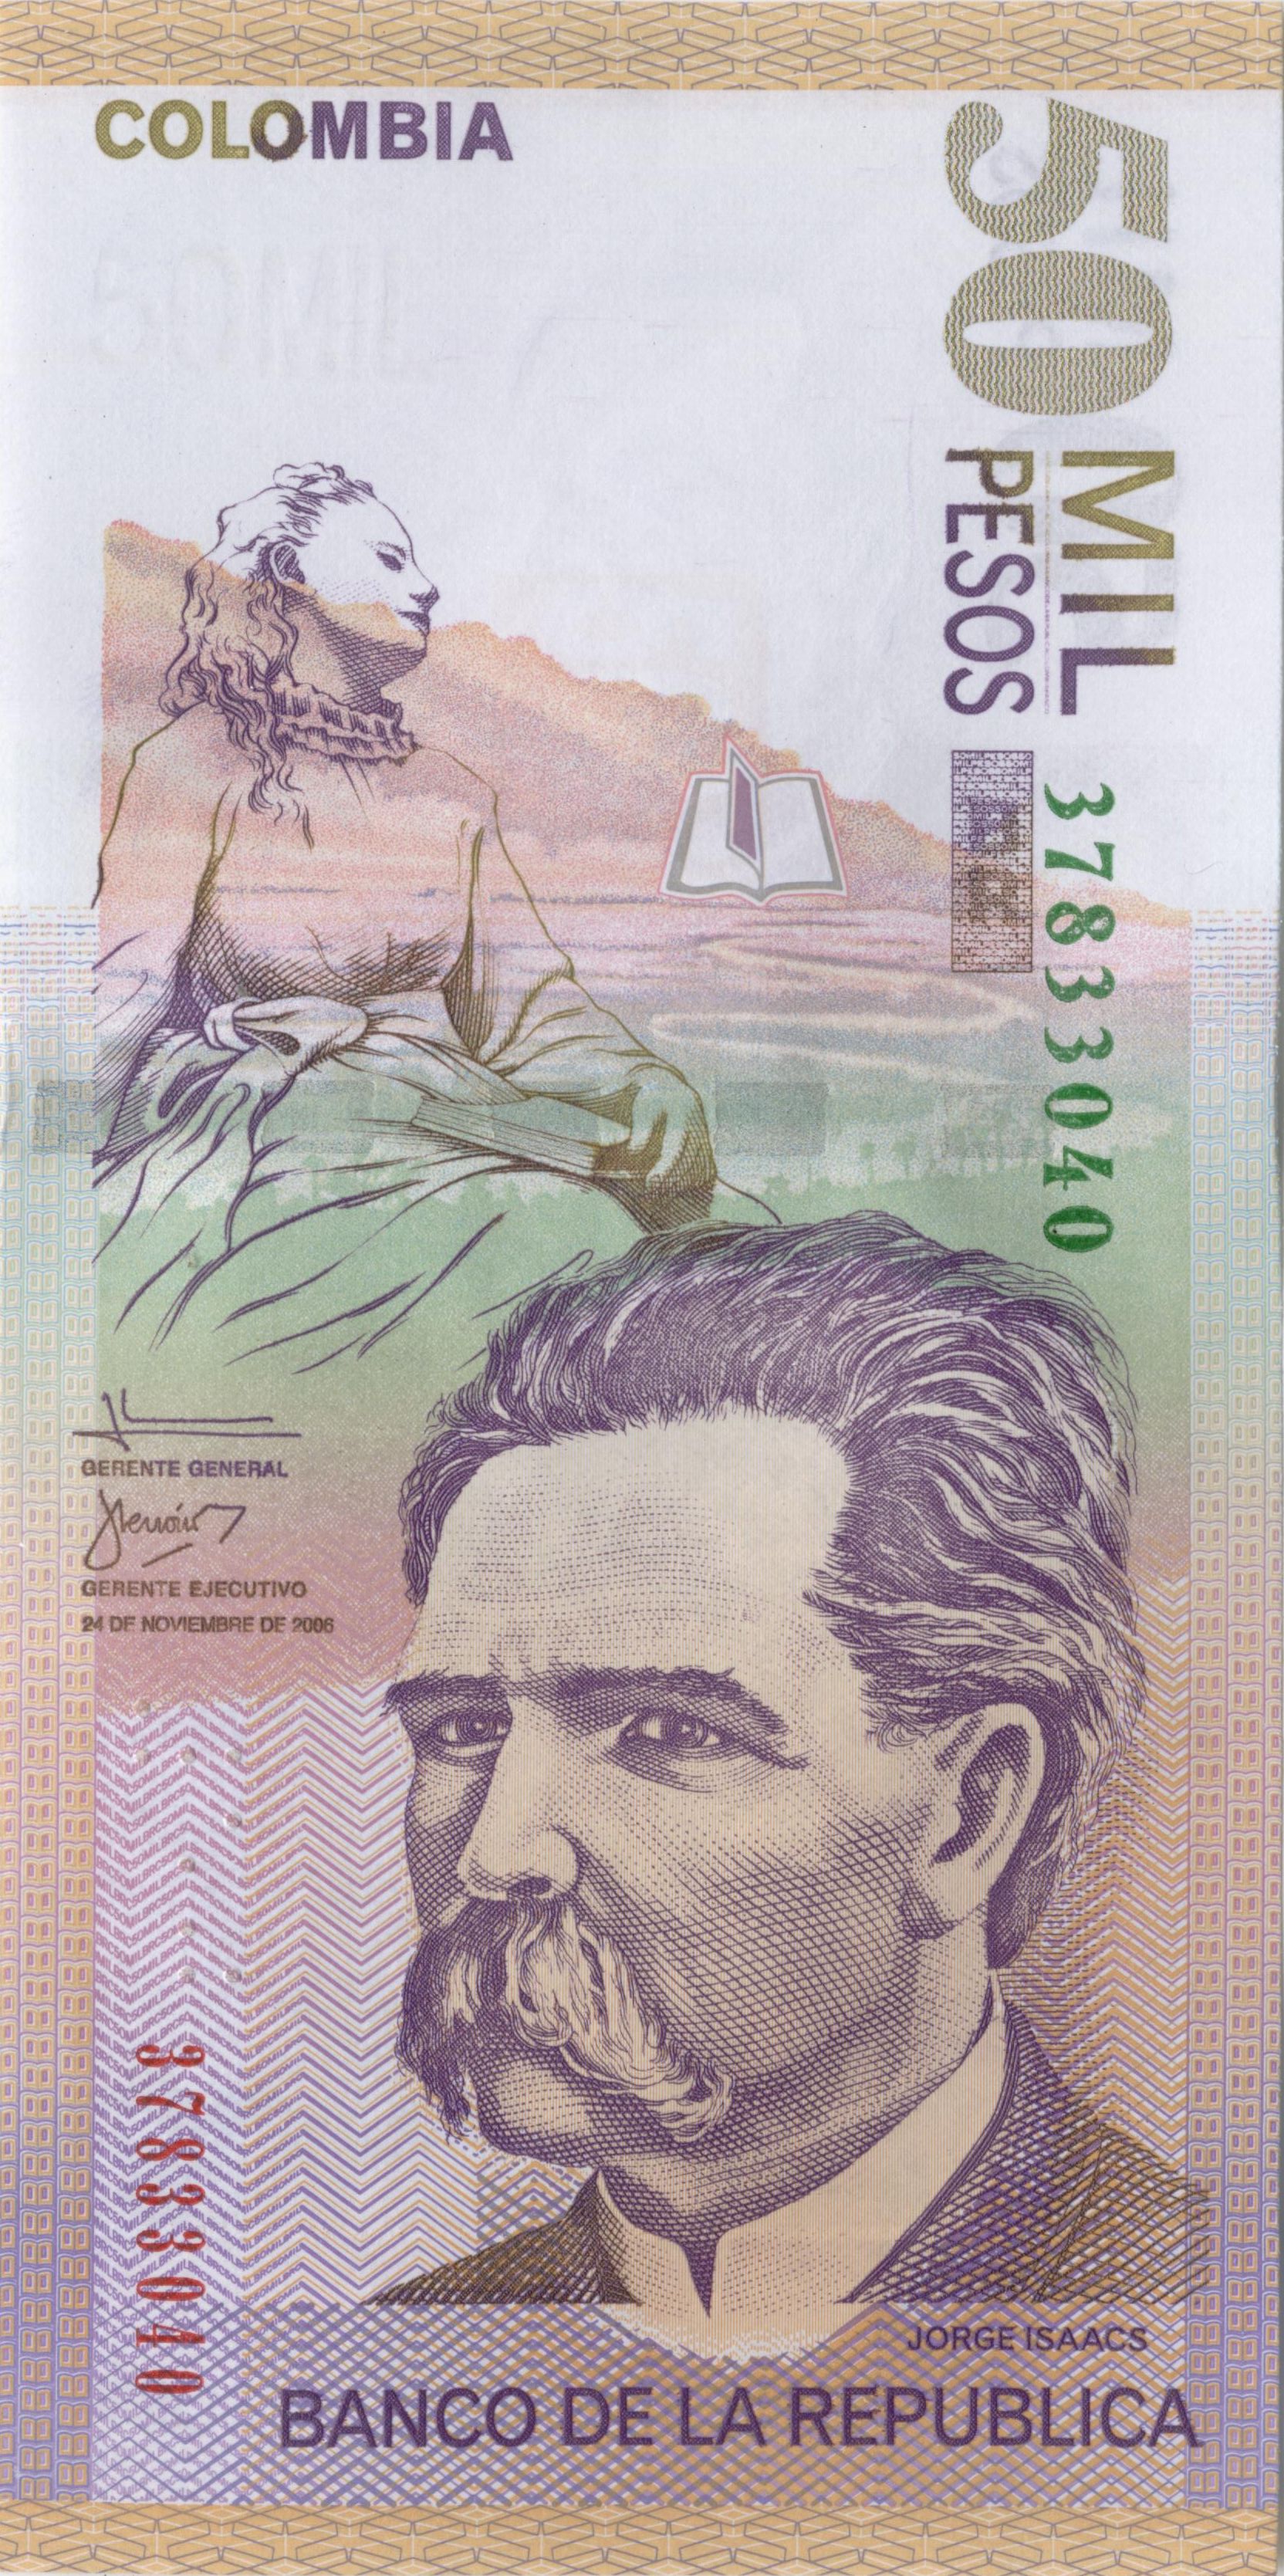 COLOMBIA
50
MIL
PESOS
37833040
GERENTE GENERAL
GERENTE EJECUTIVO
24 DE NOVIEMBRE DE 2006
37833040
JORGE ISAACS
BANCO DE LA REPUBLICA